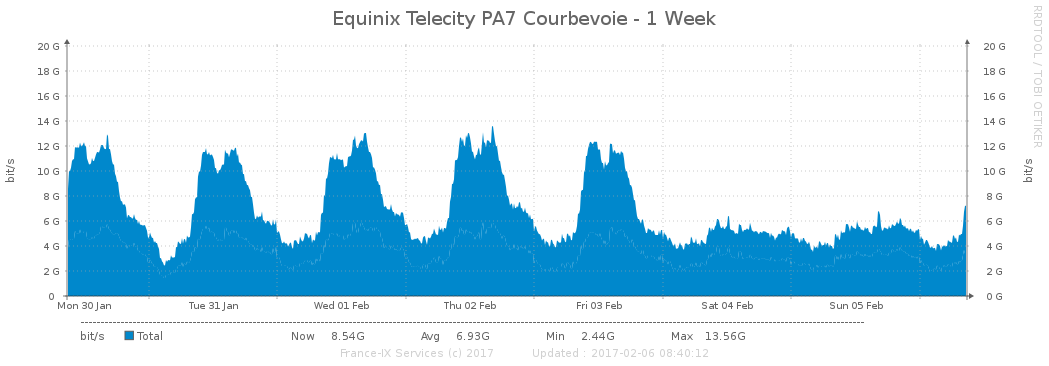 Equinix Telecity PA7 Courbevoie - 1 Week
RRDTOOL / TOBI OETIKER
bit/s
20 G
18 G
16 G
14 G
12 G
10 G
8 G
6 G
4 G
2 G
0
20 G
18 G
16 G
14 G
12 G
10 G
8 G
6 G
4 G
2 G
0 G
bit/s
Mon 30 Jan Tue 31 Jan Wed 01 Feb Thu 02 Feb Fri 03 Feb Sat 04 Feb Sun 05 Feb
bit/s Total Now 8.54G Avg 6.93G Min 2.44G Max 13.56G
France-IX Services (c) 2017 Updated : 2017-02-06 08:40:12